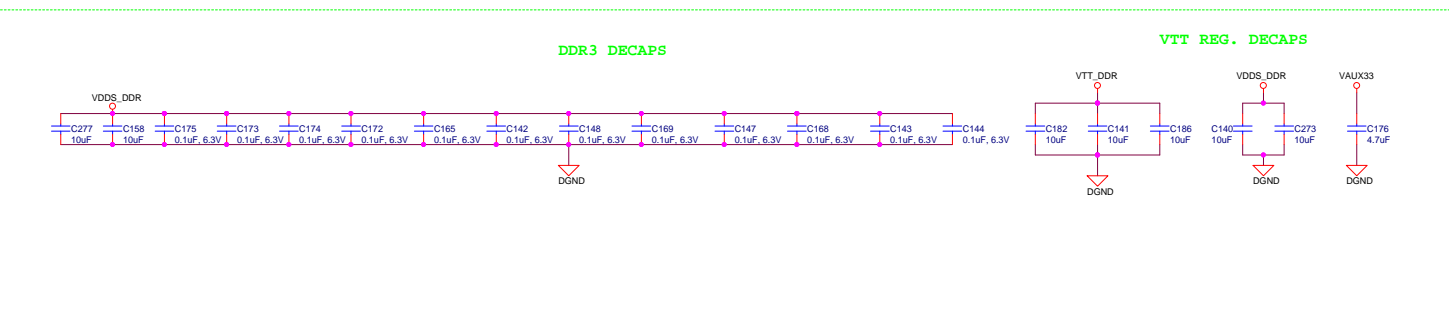 DDR3 DECAPS
VTT REG. DECAPS
VDDS_DDR
VTT_DDR
VDDS_DDR
VAUX33
C277
10uF
C158
10uF
C175
0.1uF, 6.3V
C173
0.1uF, 6.3V
C174
0.1uF, 6.3V
C172
0.1uF, 6.3V
C165
0.1uF, 6.3V
C142
0.1uF, 6.3V
C148
0.1uF, 6.3V
C169
0.1uF, 6.3V
C147
0.1uF, 6.3V
C168
0.1uF, 6.3V
C143
0.1uF, 6.3V
C144
0.1uF, 6.3V
C182
10uF
C141
10uF
C186
10uF
C140
10uF
C273
10uF
C176
4.7uF
DGND
DGND
DGND
DGND